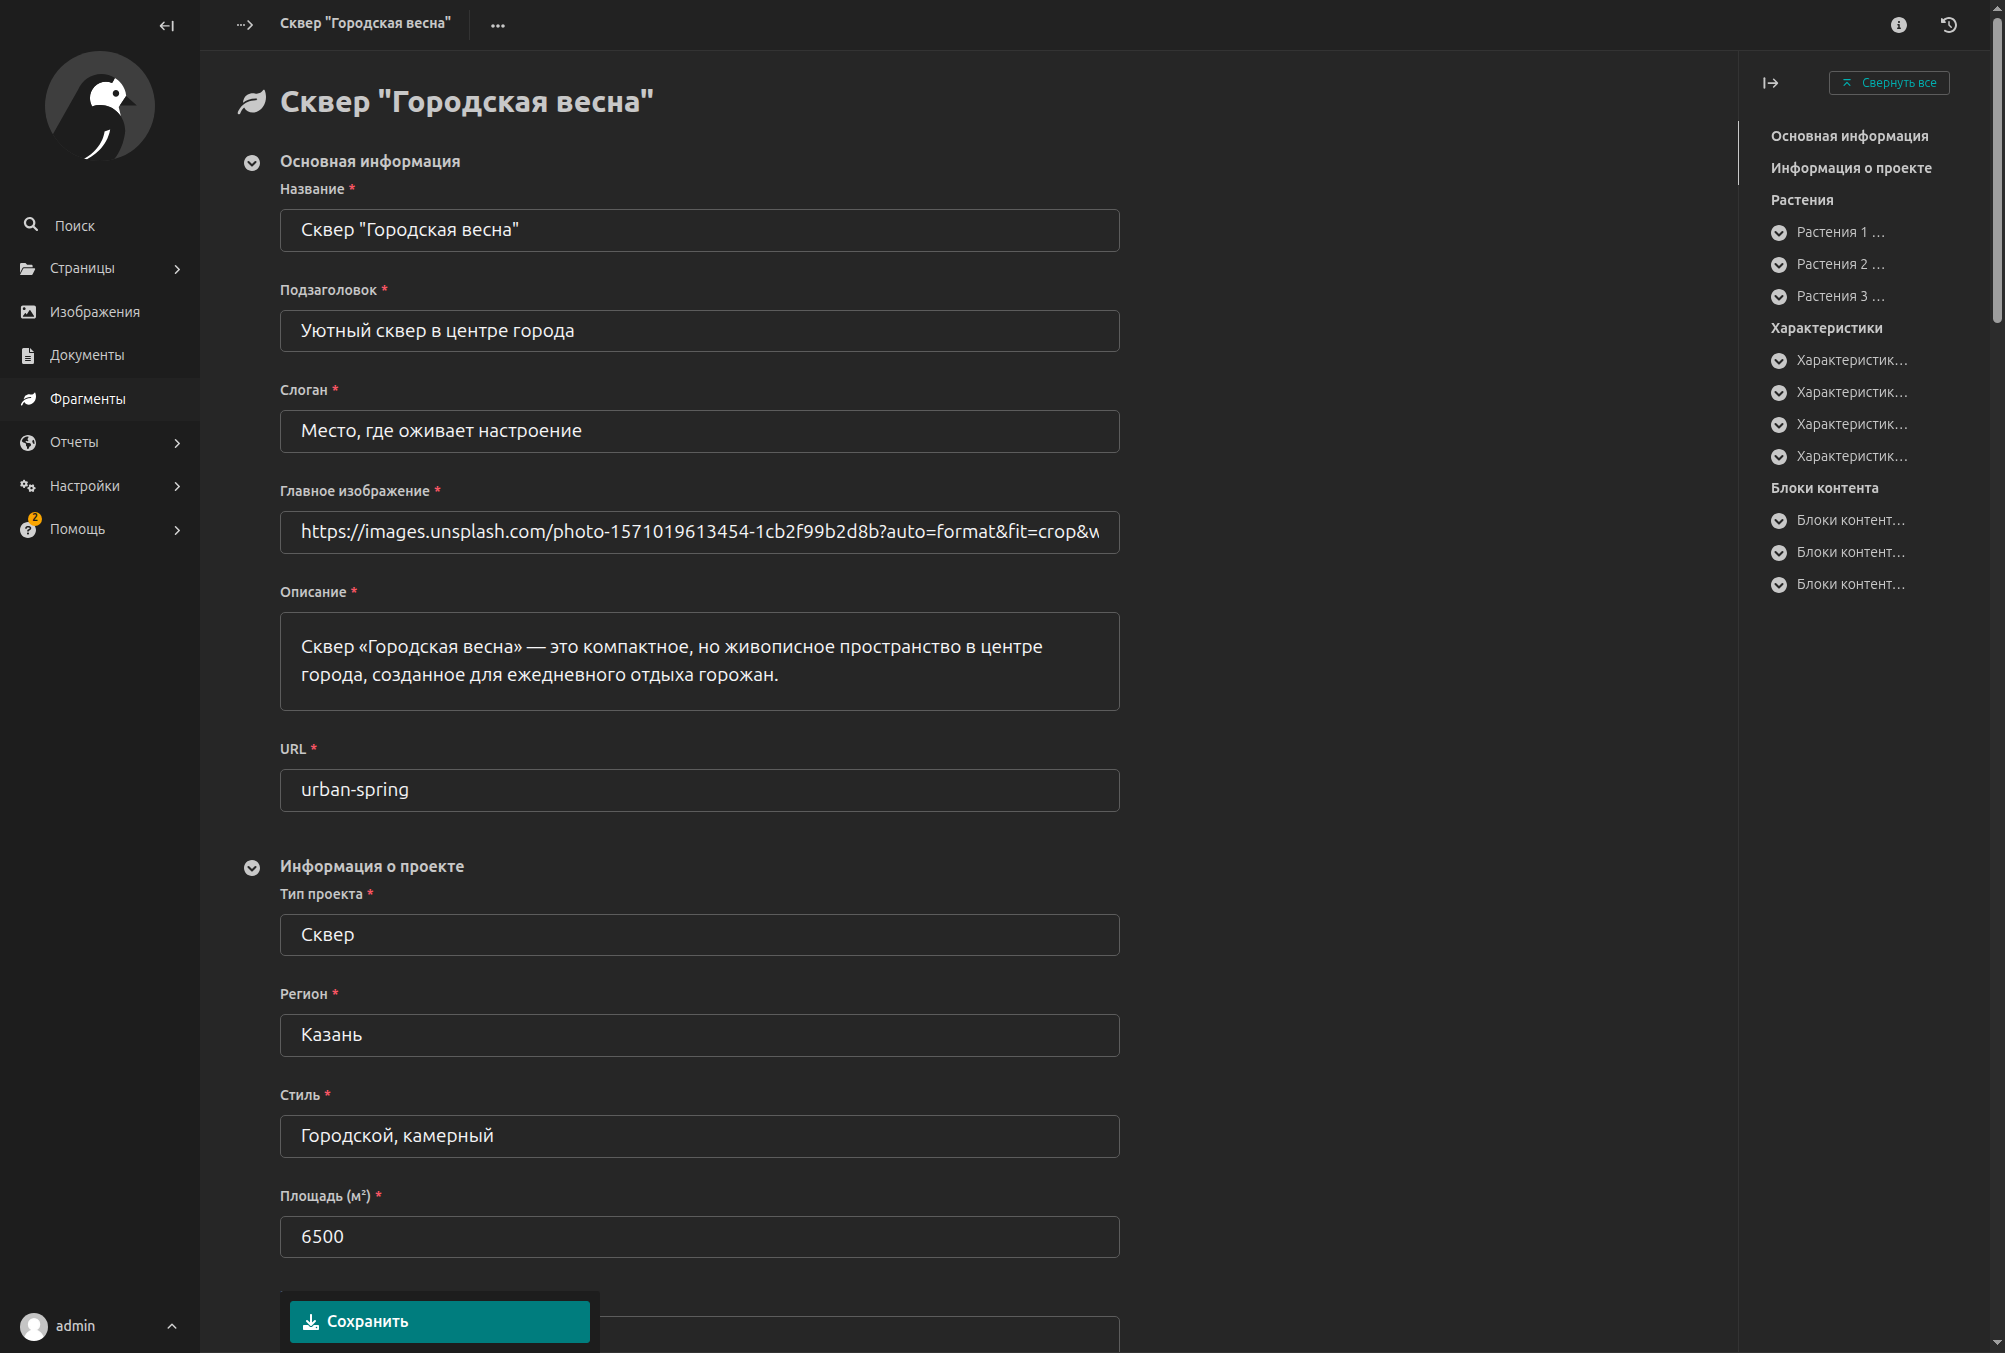 Сквер "Городская весна"
Поиск
Страницы
Изображения
Документы
Фрагменты
Отчеты
Настройки
2
Помощь
admin
Сквер "Городская весна"
Основная информация
Название *
Сквер "Городская весна"
Подзаголовок *
Уютный сквер в центре города
Слоган *
Место, где оживает настроение
Главное изображение *
https://images.unsplash.com/photo-1571019613454-1cb2f99b2d8b?auto=format&fit=crop&w
Описание *
Сквер «Городская весна» — это компактное, но живописное пространство в центре
города, созданное для ежедневного отдыха горожан.
URL *
urban-spring
Информация о проекте
Тип проекта *
Сквер
Регион *
Казань
Стиль *
Городской, камерный
Площадь (м²) *
6500
Сохранить
Свернуть все
Основная информация
Информация о проекте
Растения
Растения 1 …
Растения 2 …
Растения 3 …
Характеристики
Характеристик…
Характеристик…
Характеристик…
Характеристик…
Блоки контента
Блоки контент…
Блоки контент…
Блоки контент…